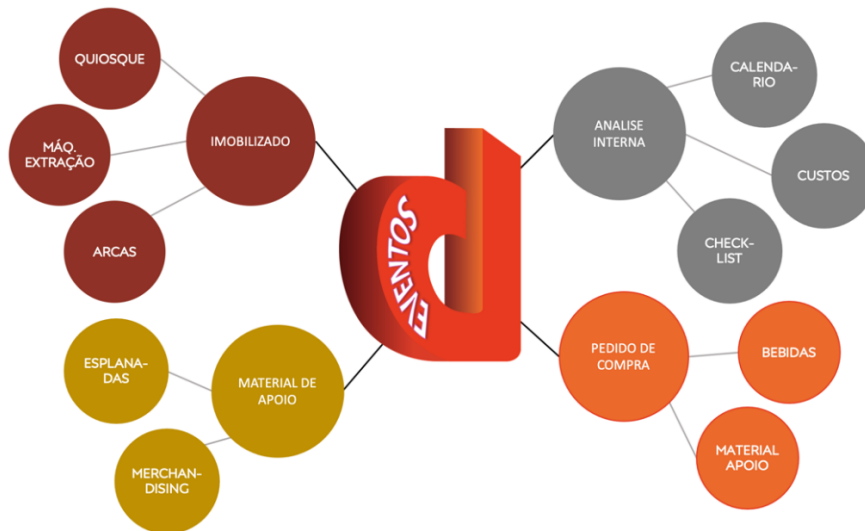 QUIOSQUE
MÁQ.
EXTRAÇÃO
ARCAS
IMOBILIZADO
ESPLANA-
DAS
MERCHAN-
DISING
MATERIAL DE
APOIO
EVENTOS
ANALISE
INTERNA
CALENDA-
RIO
CUSTOS
CHECK-
LIST
PEDIDO DE
COMPRA
BEBIDAS
MATERIAL
APOIO